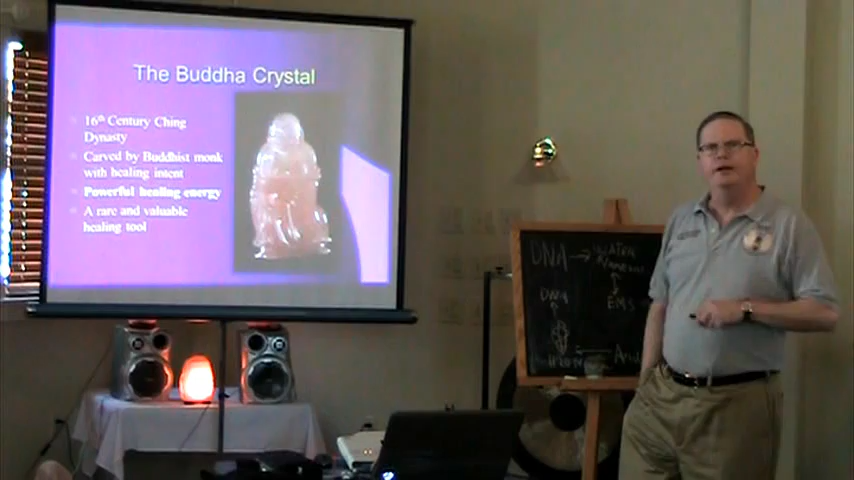 The Buddha Crystal
16th Century Ching
Dynasty
Carved by Buddhist monk
with healing intent
Powerful healing energy
A rare and valuable
healing tool
DNA → WATER
DNA
EMS